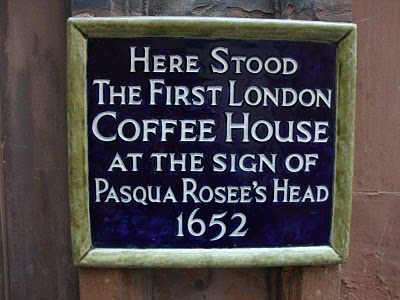 Here Stood
The First London
Coffee House
at the sign of
Pasqua Rosee's Head
1652